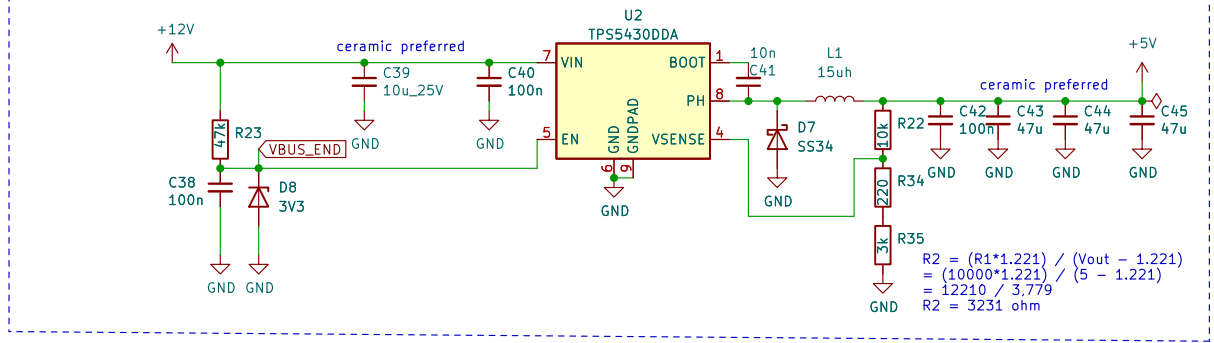 U2
TPS5430DDA
+12V
ceramic preferred
7
VIN
BOOT
1
10n
C41
L1
15uh
+5V
ceramic preferred
C39
10u_25V
C40
100n
PH
8
R23
47k
VBUS_END
5
EN
GND
GNDPAD
VSENSE
4
6
9
D7
SS34
R22
10k
C42
100n
C43
47u
C44
47u
C45
47u
GND
GND
GND
GND
GND
GND
GND
GND
C38
100n
D8
3V3
R34
220
R35
3k
GND
GND
GND
R2 = (R1*1.221) / (Vout - 1.221)
= (10000*1.221) / (5 - 1.221)
= 12210 / 3,779
R2 = 3231 ohm